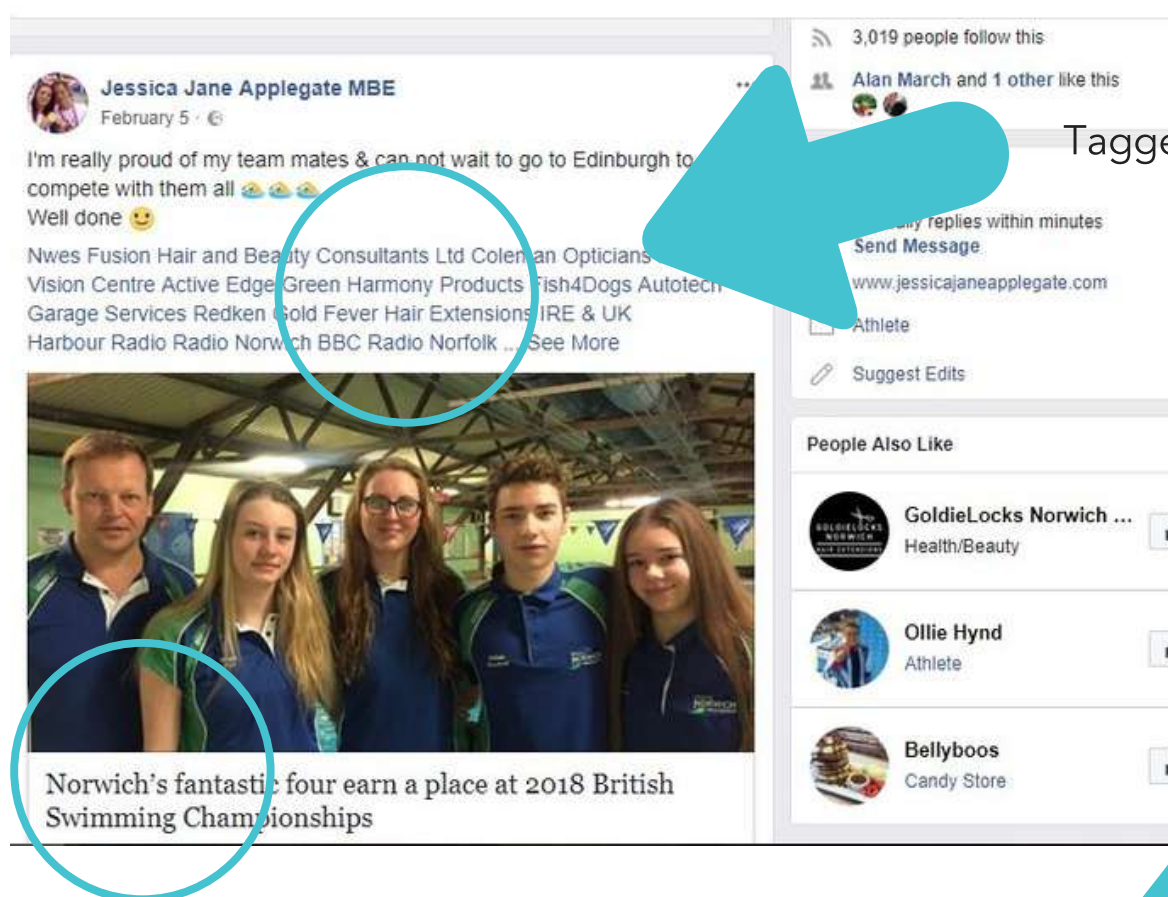 Jessica Jane Applegate MBE
February 5
I'm really proud of my team mates & can not wait to go to Edinburgh to
compete with them all
Well done
Nwes Fusion Hair and Beauty Consultants Ltd Coleman Opticians
Vision Centre Active Edge Green Harmony Products Fish4Dogs Autotech
Garage Services Redken Gold Fever Hair Extensions IRE & UK
Harbour Radio Radio Norwich BBC Radio Norfolk ... See More
NORWICH
Norwich's fantastic four earn a place at 2018 British
Swimming Championships
3,019 people follow this
Alan March and 1 other like this
Tagge
replies within minutes
Send Message
www.jessicajaneapplegate.com
Athlete
Suggest Edits
People Also Like
GOLDIELOCKS
NORWICH
HAIR EXTENSIONS
GoldieLocks Norwich ...
Health/Beauty
Ollie Hynd
Athlete
Bellyboos
Candy Store